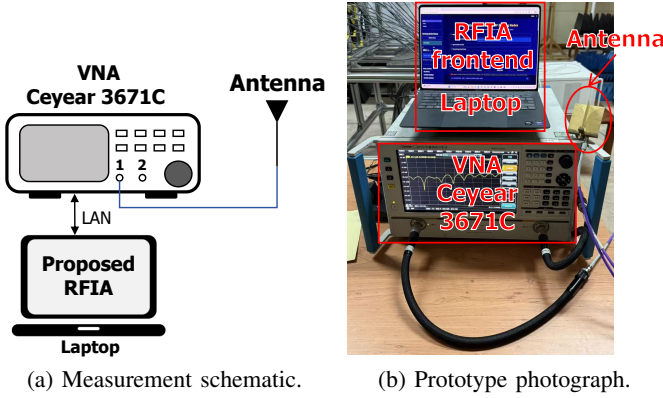 VNA
Ceyear 3671C
Antenna
1 2
LAN
Proposed
RFIA
Laptop
(a) Measurement schematic.
RFIA
frontend
Laptop
Antenna
VNA
Ceyear
3671C
(b) Prototype photograph.